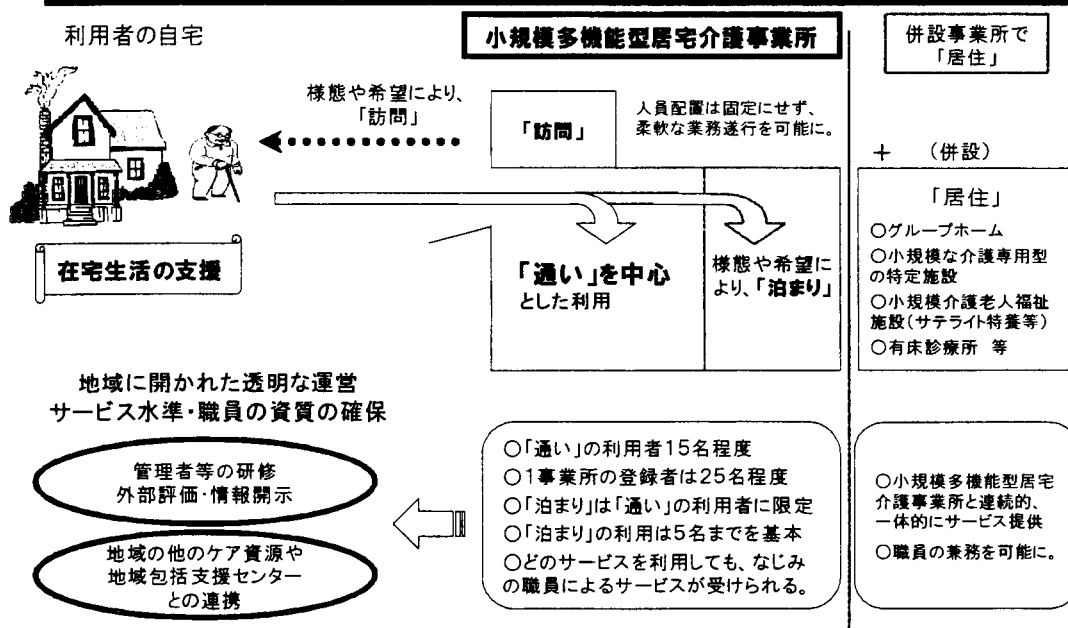 利用者の自宅
小規模多機能型居宅介護事業所
併設事業所で
「居住」
様態や希望により、
「訪問」
「訪問」
人員配置は固定にせず、
柔軟な業務遂行を可能に。
+ (併設)
在宅生活の支援
「通い」を中心
とした利用
様態や希望に
より、「泊まり」
「居住」
○グループホーム
○小規模な介護専用型
の特定施設
○小規模介護老人福祉
施設(サテライト特養等)
○有床診療所 等
地域に開かれた透明な運営
サービス水準・職員の資質の確保
管理者等の研修
外部評価・情報開示
地域の他のケア資源や
地域包括支援センター
との連携
○「通い」の利用者15名程度
○1事業所の登録者は25名程度
○「泊まり」は「通い」の利用者に限定
○「泊まり」の利用は5名までを基本
○どのサービスを利用しても、なじみ
の職員によるサービスが受けられる。
○小規模多機能型居宅
介護事業所と連続的、
一体的にサービス提供
○職員の兼務を可能に。